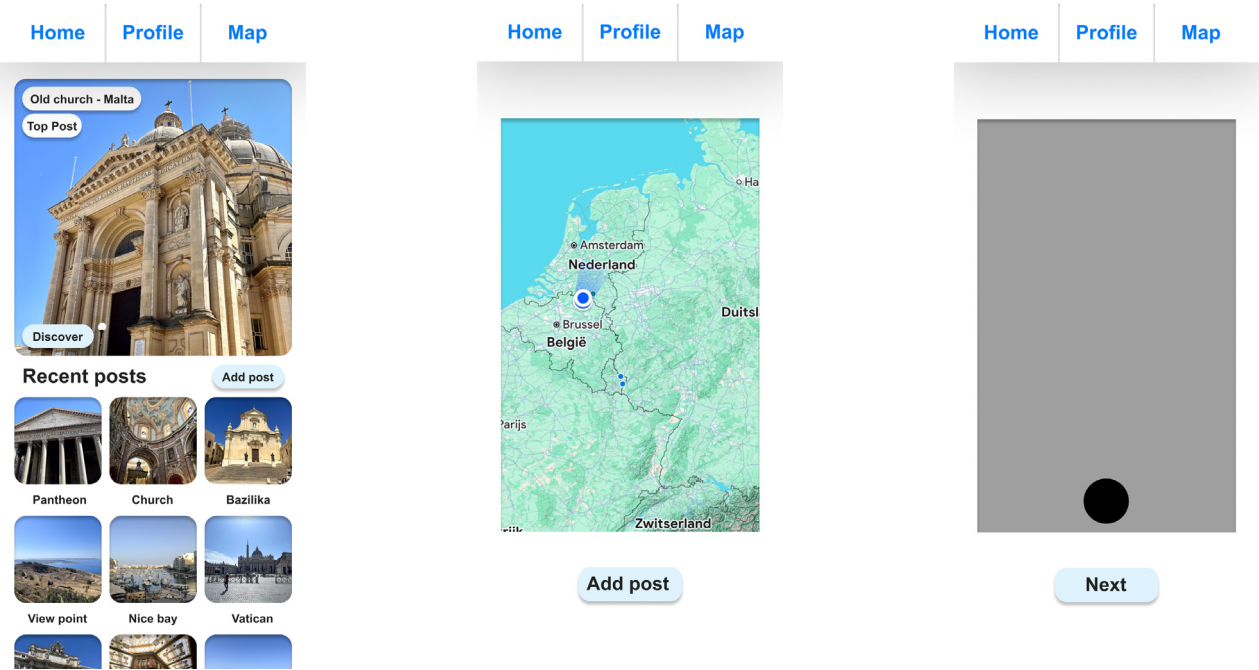 Home
Profile
Map
Old church - Malta
Top Post
Discover
Recent posts
Add post
Pantheon
Church
Bazilika
View point
Nice bay
Vatican
Home
Profile
Map
Ha
Amsterdam
Nederland
Duitsl
Brussel
België
Parijs
Zwitserland
Add post
Home
Profile
Map
Next